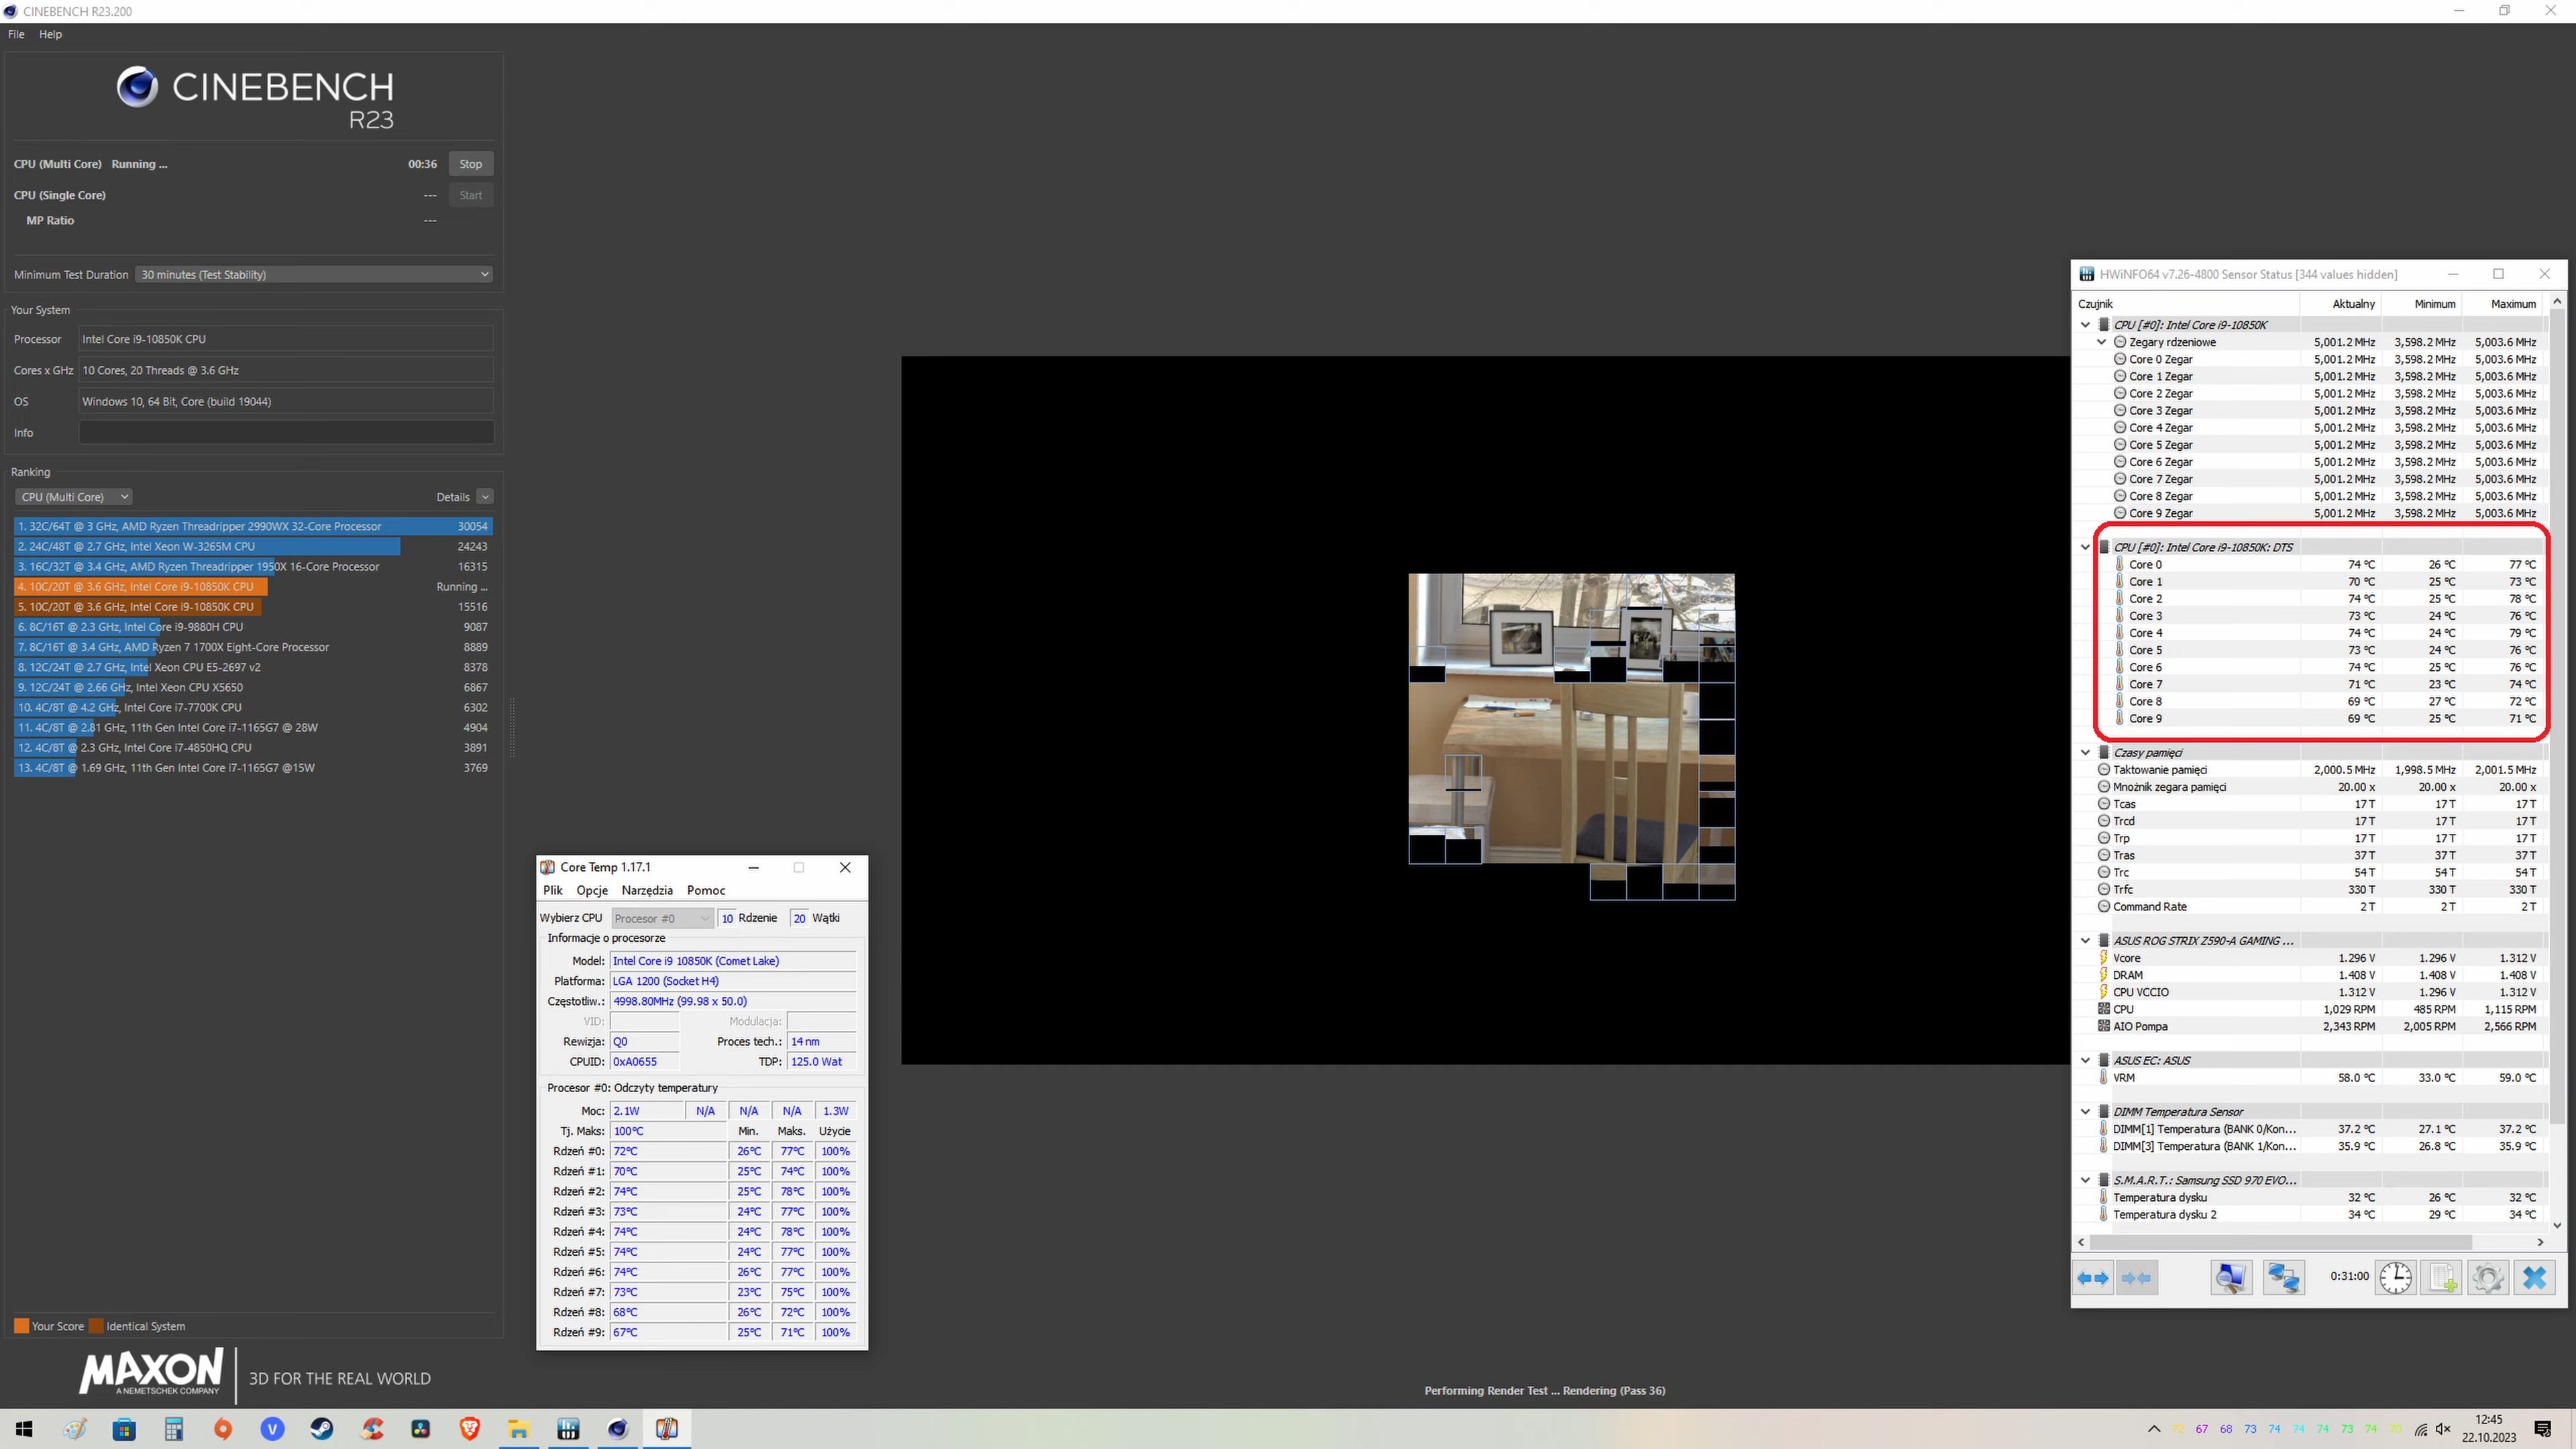 CINEBENCH R23.200
File Help
CINEBENCH
R23
CPU (Multi Core) Running ... 00:36 Stop
CPU (Single Core) --- Start
MP Ratio ---
Minimum Test Duration 30 minutes (Test Stability)
Your System
Processor Intel Core i9-10850K CPU
Cores x GHz 10 Cores, 20 Threads @ 3.6 GHz
OS Windows 10, 64 Bit, Core (build 19044)
Info
Ranking
CPU (Multi Core) Details
1. 32C/64T @ 3 GHz, AMD Ryzen Threadripper 2990WX 32-Core Processor 30054
2. 24C/48T @ 2.7 GHz, Intel Xeon W-3265M CPU 24243
3. 16C/32T @ 3.4 GHz, AMD Ryzen Threadripper 1950X 16-Core Processor 16315
4. 10C/20T @ 3.6 GHz, Intel Core i9-10850K CPU Running ...
5. 10C/20T @ 3.6 GHz, Intel Core i9-10850K CPU 15516
6. 8C/16T @ 2.3 GHz, Intel Core i9-9880H CPU 9087
7. 8C/16T @ 3.4 GHz, AMD Ryzen 7 1700X Eight-Core Processor 8889
8. 12C/24T @ 2.7 GHz, Intel Xeon CPU E5-2697 v2 8378
9. 12C/24T @ 2.66 GHz, Intel Xeon CPU X5650 6867
10. 4C/8T @ 4.2 GHz, Intel Core i7-7700K CPU 6302
11. 4C/8T @ 2.81 GHz, 11th Gen Intel Core i7-1165G7 @ 28W 4904
12. 4C/8T @ 2.3 GHz, Intel Core i7-4850HQ CPU 3891
13. 4C/8T @ 1.69 GHz, 11th Gen Intel Core i7-1165G7 @15W 3769
Your Score Identical System
MAXON
A NEMETSCHEK COMPANY
3D FOR THE REAL WORLD
Core Temp 1.17.1
Plik Opcje Narzędzia Pomoc
Wybierz CPU Procesor #0 10 Rdzenie 20 Wątki
Informacje o procesorze
Model: Intel Core i9 10850K (Comet Lake)
Platforma: LGA 1200 (Socket H4)
Częstotliw.: 4998.80MHz (99.98 x 50.0)
VID: Modulacja:
Rewizja: Q0 Proces tech.: 14 nm
CPUID: 0xA0655 TDP: 125.0 Wat
Procesor #0: Odczyty temperatury
Moc: 2.1W N/A N/A N/A 1.3W
Tj. Maks: 100°C Min. Maks. Użycie
Rdzeń #0: 72°C 26°C 77°C 100%
Rdzeń #1: 70°C 25°C 74°C 100%
Rdzeń #2: 74°C 25°C 78°C 100%
Rdzeń #3: 73°C 24°C 77°C 100%
Rdzeń #4: 74°C 24°C 78°C 100%
Rdzeń #5: 74°C 24°C 77°C 100%
Rdzeń #6: 74°C 26°C 77°C 100%
Rdzeń #7: 73°C 23°C 75°C 100%
Rdzeń #8: 68°C 26°C 72°C 100%
Rdzeń #9: 67°C 25°C 71°C 100%
Performing Render Test ... Rendering (Pass 36)
HWiNFO64 v7.26-4800 Sensor Status [344 values hidden]
Czujnik Aktualny Minimum Maximum
CPU [#0]: Intel Core i9-10850K
Zegary rdzeniowe 5,001.2 MHz 3,598.2 MHz 5,003.6 MHz
Core 0 Zegar 5,001.2 MHz 3,598.2 MHz 5,003.6 MHz
Core 1 Zegar 5,001.2 MHz 3,598.2 MHz 5,003.6 MHz
Core 2 Zegar 5,001.2 MHz 3,598.2 MHz 5,003.6 MHz
Core 3 Zegar 5,001.2 MHz 3,598.2 MHz 5,003.6 MHz
Core 4 Zegar 5,001.2 MHz 3,598.2 MHz 5,003.6 MHz
Core 5 Zegar 5,001.2 MHz 3,598.2 MHz 5,003.6 MHz
Core 6 Zegar 5,001.2 MHz 3,598.2 MHz 5,003.6 MHz
Core 7 Zegar 5,001.2 MHz 3,598.2 MHz 5,003.6 MHz
Core 8 Zegar 5,001.2 MHz 3,598.2 MHz 5,003.6 MHz
Core 9 Zegar 5,001.2 MHz 3,598.2 MHz 5,003.6 MHz
CPU [#0]: Intel Core i9-10850K: DTS
Core 0 74 °C 26 °C 77 °C
Core 1 70 °C 25 °C 73 °C
Core 2 74 °C 25 °C 78 °C
Core 3 73 °C 24 °C 76 °C
Core 4 74 °C 24 °C 79 °C
Core 5 73 °C 24 °C 76 °C
Core 6 74 °C 25 °C 76 °C
Core 7 71 °C 23 °C 74 °C
Core 8 69 °C 27 °C 72 °C
Core 9 69 °C 25 °C 71 °C
Czasy pamięci
Taktowanie pamięci 2,000.5 MHz 1,998.5 MHz 2,001.5 MHz
Mnożnik zegara pamięci 20.00 x 20.00 x 20.00 x
Tcas 17 T 17 T 17 T
Trcd 17 T 17 T 17 T
Trp 17 T 17 T 17 T
Tras 37 T 37 T 37 T
Trc 54 T 54 T 54 T
Trfc 330 T 330 T 330 T
Command Rate 2 T 2 T 2 T
ASUS ROG STRIX Z590-A GAMING ...
Vcore 1.296 V 1.296 V 1.312 V
DRAM 1.408 V 1.408 V 1.408 V
CPU VCCIO 1.312 V 1.296 V 1.312 V
CPU 1,029 RPM 485 RPM 1,115 RPM
AIO Pompa 2,343 RPM 2,005 RPM 2,566 RPM
ASUS EC: ASUS
VRM 58.0 °C 33.0 °C 59.0 °C
DIMM Temperatura Sensor
DIMM[1] Temperatura (BANK 0/Kon... 37.2 °C 27.1 °C 37.2 °C
DIMM[3] Temperatura (BANK 1/Kon... 35.9 °C 26.8 °C 35.9 °C
S.M.A.R.T.: Samsung SSD 970 EVO...
Temperatura dysku 32 °C 26 °C 32 °C
Temperatura dysku 2 34 °C 29 °C 34 °C
0:31:00
72 67 68 73 74 74 74 73 74 70
12:45
22.10.2023